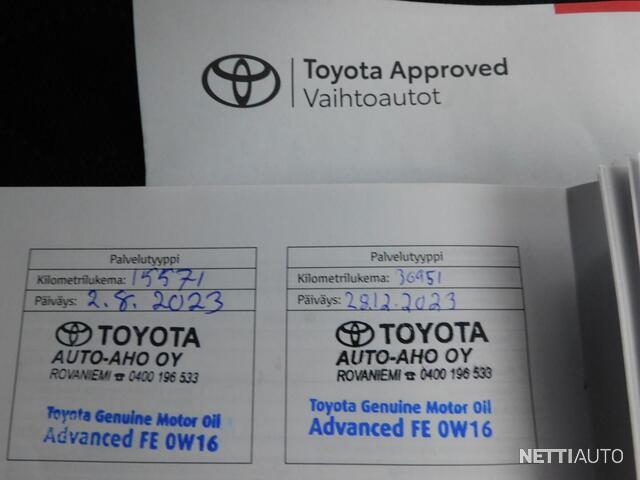 Toyota Approved
Vaihtoautot
Palvelutyyppi
Kilometrilukema: 15571
Päiväys: 2.8.2023
TOYOTA
AUTO-AHO OY
ROVANIEMI ☎ 0400 196 533
Toyota Genuine Motor Oil
Advanced FE 0W16
Palvelutyyppi
Kilometrilukema: 36951
Päiväys: 28.12.2023
TOYOTA
AUTO-AHO OY
ROVANIEMI ☎ 0400 196 533
Toyota Genuine Motor Oil
Advanced FE 0W16
NETTIAUTO